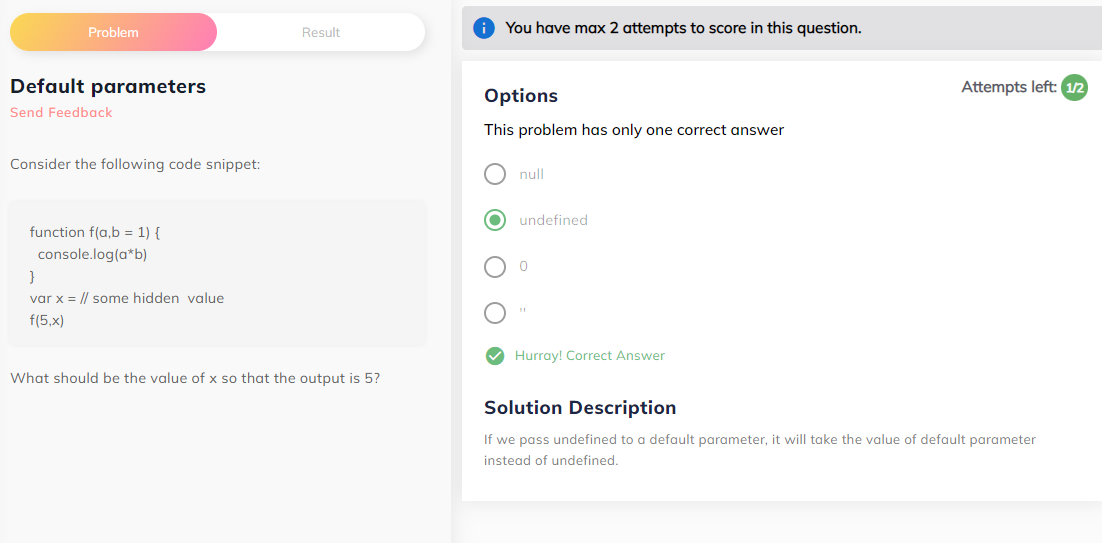 Problem
Result
Default parameters
Send Feedback
Consider the following code snippet:
function f(a,b = 1) {
console.log(a*b)
}
var x = // some hidden value
f(5,x)
What should be the value of x so that the output is 5?
You have max 2 attempts to score in this question.
Attempts left: 1/2
Options
This problem has only one correct answer
null
undefined
0
''
Hurray! Correct Answer
Solution Description
If we pass undefined to a default parameter, it will take the value of default parameter
instead of undefined.